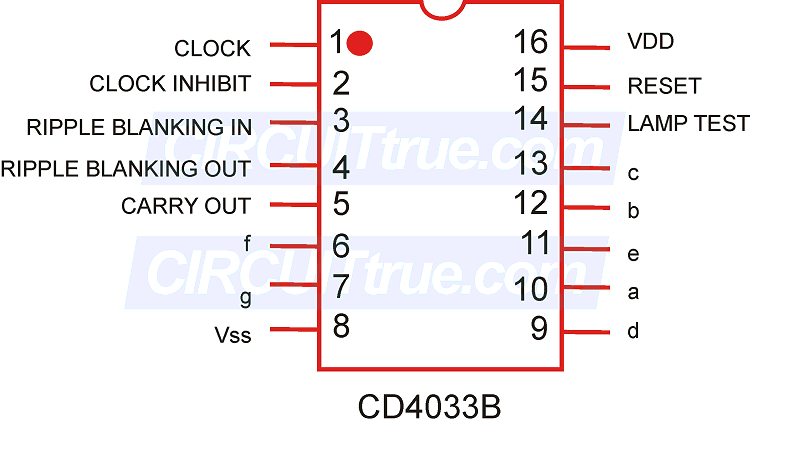 CLOCK 1 16 VDD
CLOCK INHIBIT 2 15 RESET
RIPPLE BLANKING IN 3 14 LAMP TEST
CIRCUITtrue.com
RIPPLE BLANKING OUT 4 13 c
CARRY OUT 5 12 b
f 6 11 e
CIRCUITtrue.com
g 7 10 a
Vss 8 9 d
CD4033B